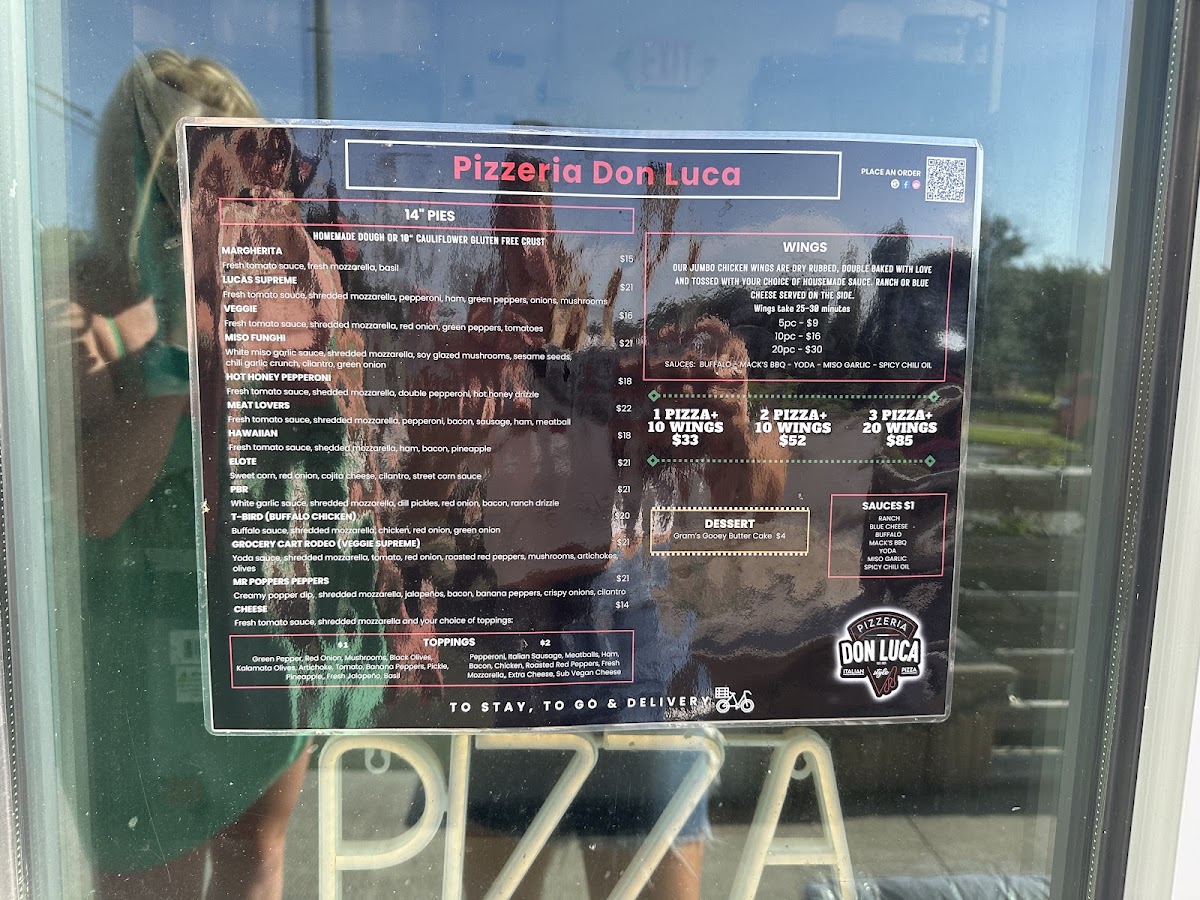 EXIT
Pizzeria Don Luca
PLACE AN ORDER
14" PIES
HOMEMADE DOUGH OR 10" CAULIFLOWER GLUTEN FREE CRUST
MARGHERITA $15
Fresh tomato sauce, fresh mozzarella, basil
LUCAS SUPREME $21
Fresh tomato sauce, shredded mozzarella, pepperoni, ham, green peppers, onions, mushrooms
VEGGIE $16
Fresh tomato sauce, shredded mozzarella, red onion, green peppers, tomatoes
MISO FUNGHI $21
White miso garlic sauce, shredded mozzarella, soy glazed mushrooms, sesame seeds,
chili garlic crunch, cilantro, green onion
HOT HONEY PEPPERONI $18
Fresh tomato sauce, shedded mozzarella, double pepperoni, hot honey drizzle
MEAT LOVERS $22
Fresh tomato sauce, shredded mozzarella, pepperoni, bacon, sausage, ham, meatball
HAWAIIAN $18
Fresh tomato sauce, shedded mozzarella, ham, bacon, pineapple
ELOTE $21
Sweet corn, red onion, cojita cheese, cilantro, street corn sauce
PBR $21
White garlic sauce, shredded mozzarella, dill pickles, red onion, bacon, ranch drizzle
T-BIRD (BUFFALO CHICKEN) $20
Buffalo sauce, shredded mozzarella, chicken, red onion, green onion
GROCERY CART RODEO (VEGGIE SUPREME) $21
Yoda sauce, shredded mozzarella, tomato, red onion, roasted red peppers, mushrooms, artichokes,
olives
MR POPPERS PEPPERS $21
Creamy popper dip, shredded mozzarella, jalapeños, bacon, banana peppers, crispy onions, cilantro
CHEESE $14
Fresh tomato sauce, shredded mozzarella and your choice of toppings:
$1 TOPPINGS $2
Green Pepper, Red Onion, Mushrooms, Black Olives,
Kalamata Olives, Artichoke, Tomato, Banana Peppers, Pickle,
Pineapple, Fresh Jalapeño, Basil
Pepperoni, Italian Sausage, Meatballs, Ham,
Bacon, Chicken, Roasted Red Peppers, Fresh
Mozzarella, Extra Cheese, Sub Vegan Cheese
WINGS
OUR JUMBO CHICKEN WINGS ARE DRY RUBBED, DOUBLE BAKED WITH LOVE
AND TOSSED WITH YOUR CHOICE OF HOUSEMADE SAUCE. RANCH OR BLUE
CHEESE SERVED ON THE SIDE.
Wings take 25-30 minutes
5pc - $9
10pc - $16
20pc - $30
SAUCES: BUFFALO - MACK'S BBQ - YODA - MISO GARLIC - SPICY CHILI OIL
1 PIZZA+
10 WINGS
$33
2 PIZZA+
10 WINGS
$52
3 PIZZA+
20 WINGS
$85
DESSERT
Gram's Gooey Butter Cake $4
SAUCES $1
RANCH
BLUE CHEESE
BUFFALO
MACK'S BBQ
YODA
MISO GARLIC
SPICY CHILI OIL
PIZZERIA
DON LUCA
ITALIAN style PIZZA
TO STAY, TO GO & DELIVERY
PIZZA